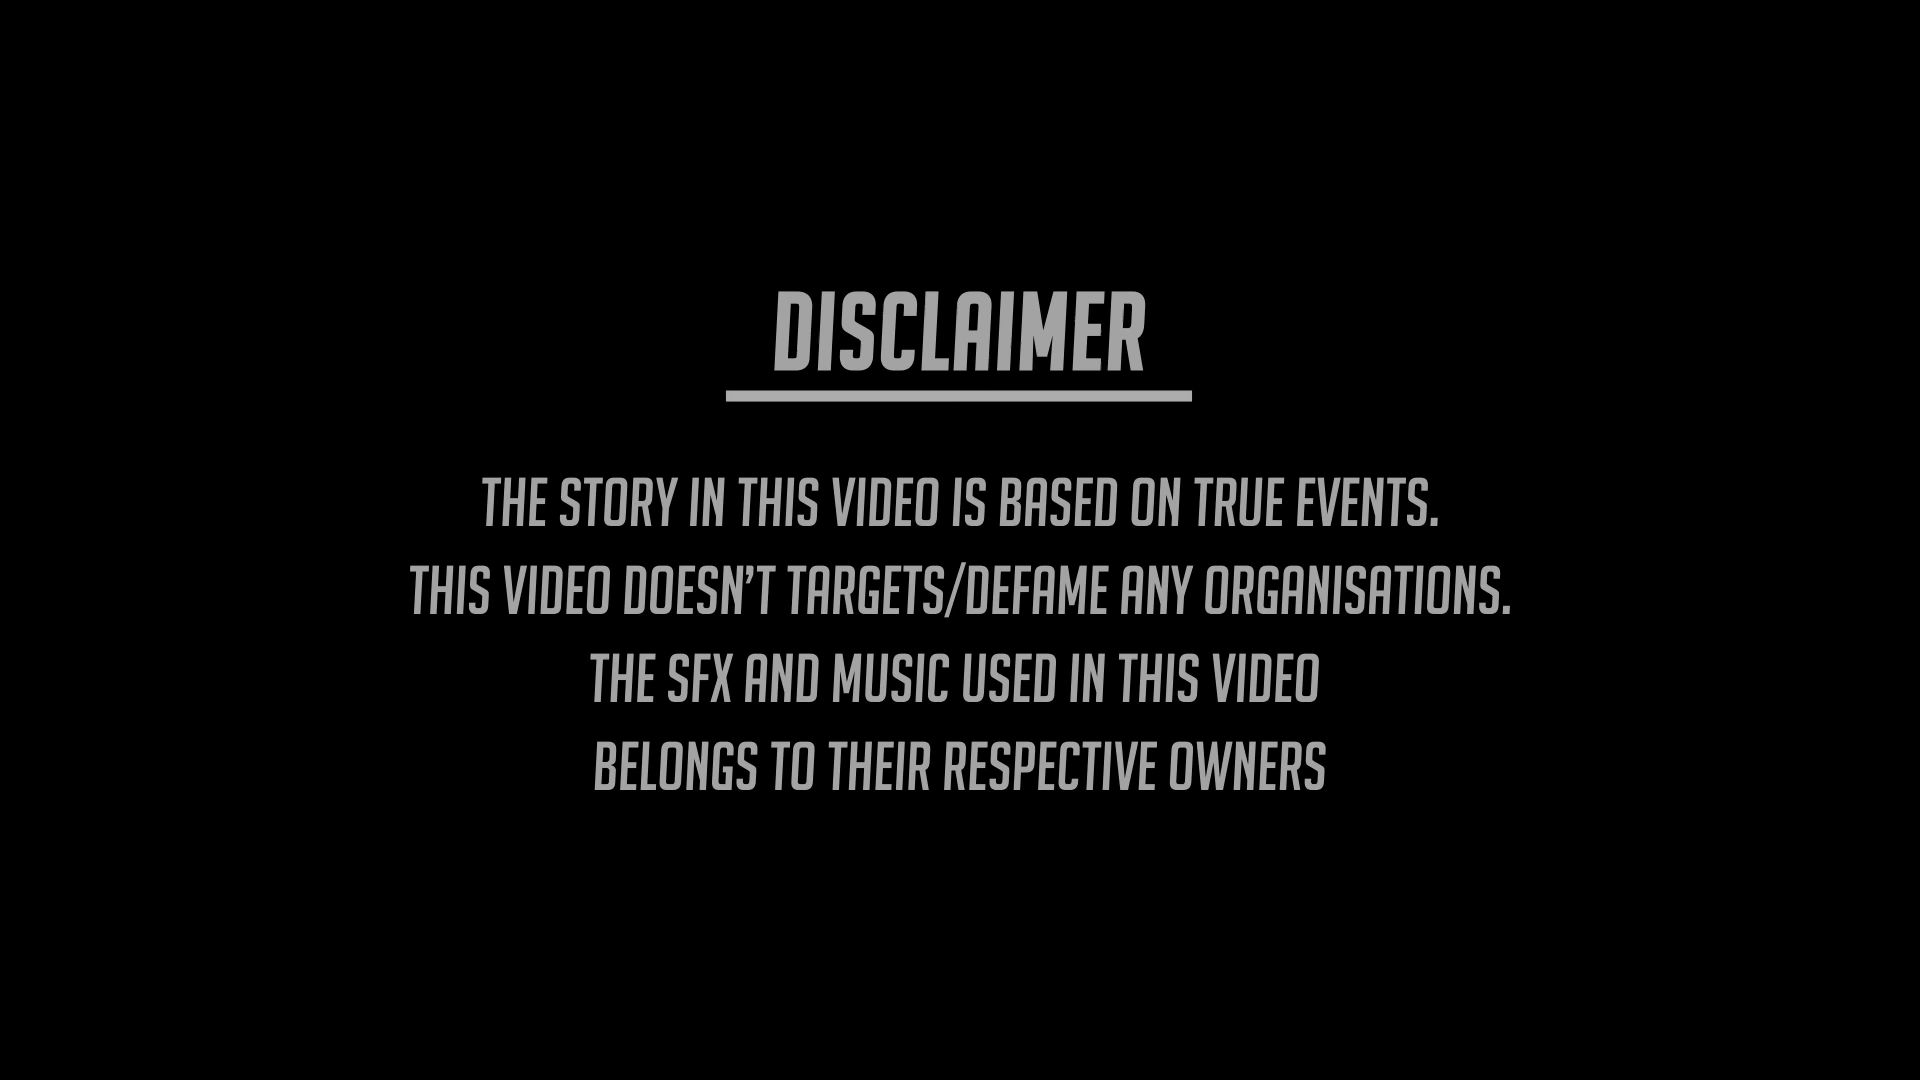 DISCLAIMER
THE STORY IN THIS VIDEO IS BASED ON TRUE EVENTS.
THIS VIDEO DOESN'T TARGETS/DEFAME ANY ORGANISATIONS.
THE SFX AND MUSIC USED IN THIS VIDEO
BELONGS TO THEIR RESPECTIVE OWNERS